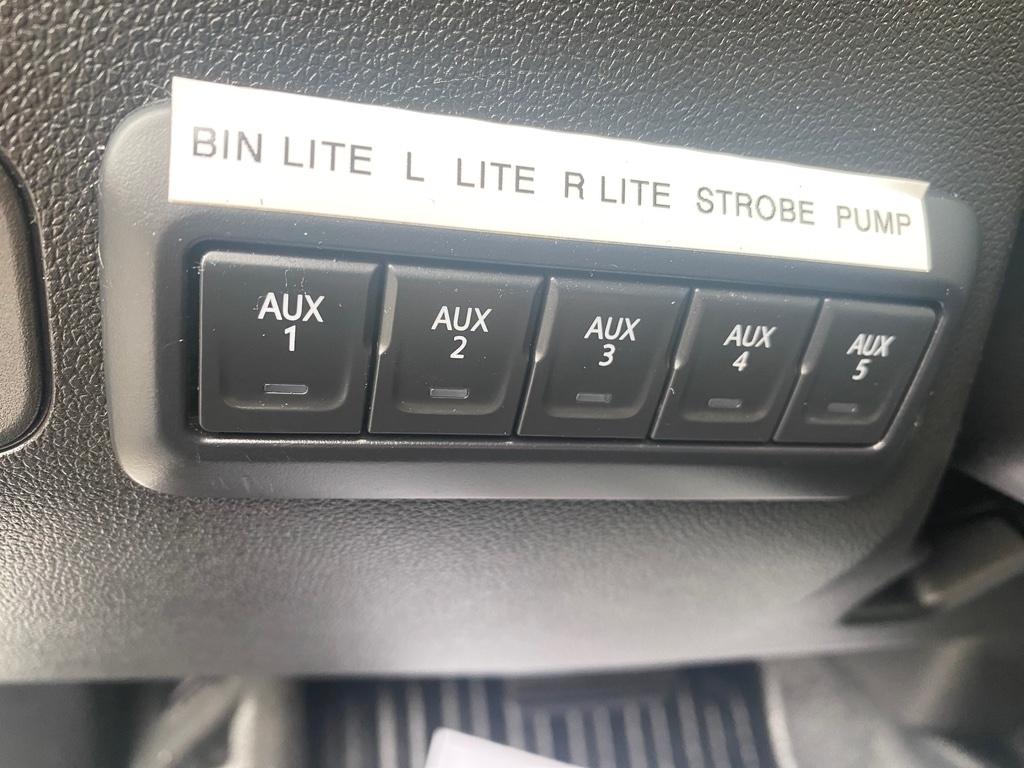 BIN LITE L LITE R LITE STROBE PUMP
AUX AUX AUX AUX AUX
1 2 3 4 5